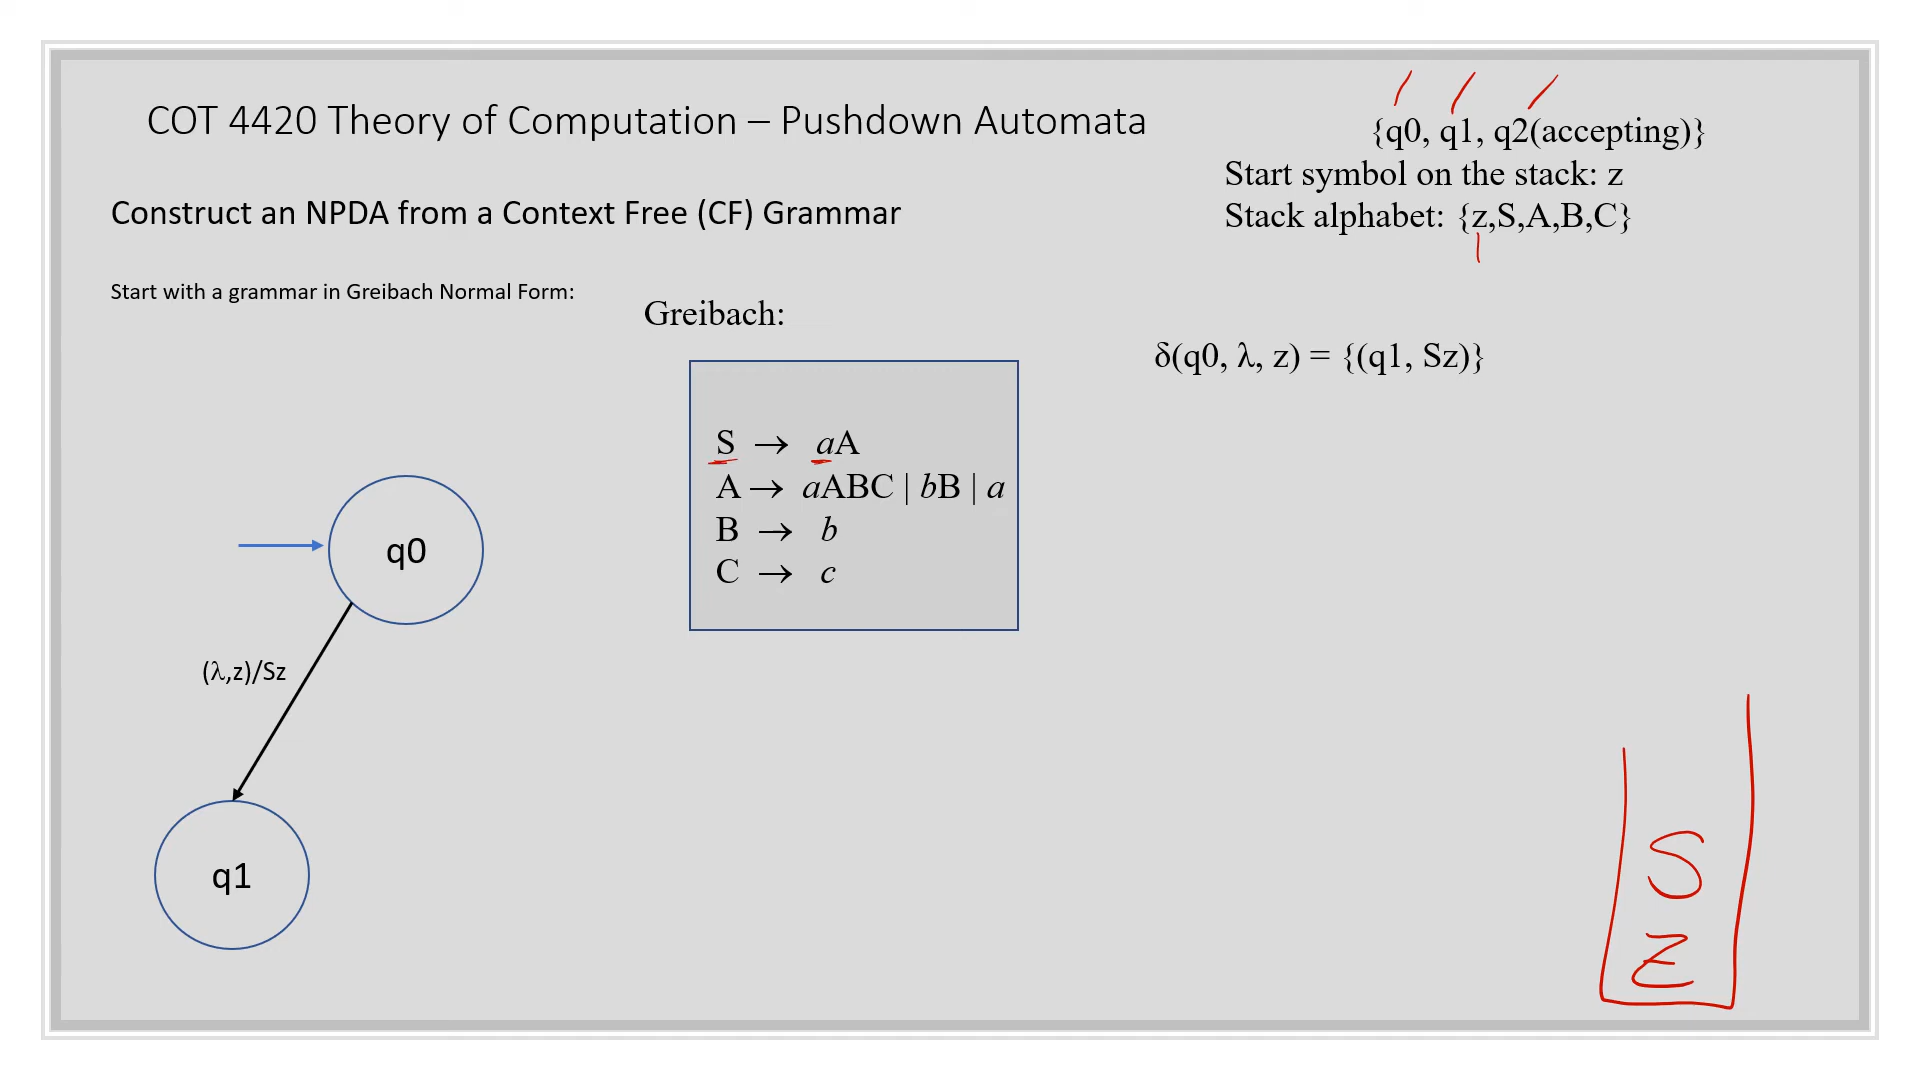 COT 4420 Theory of Computation – Pushdown Automata
{q0, q1, q2(accepting)}
Start symbol on the stack: z
Stack alphabet: {z,S,A,B,C}
Construct an NPDA from a Context Free (CF) Grammar
Start with a grammar in Greibach Normal Form:
Greibach:
δ(q0, λ, z) = {(q1, Sz)}
S → aA
A → aABC | bB | a
B → b
C → c
q0
(λ,z)/Sz
q1
S
z